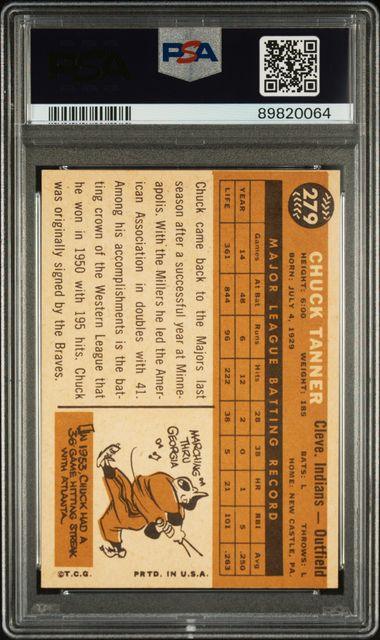 PSA
PSA
89820064
279
CHUCK TANNER
Cleve. Indians — Outfield
HEIGHT: 6:00 WEIGHT: 185 BATS: L THROWS: L
BORN: JULY 4, 1929 HOME: NEW CASTLE, PA.
MAJOR LEAGUE BATTING RECORD
Games At Bat Runs Hits 2B 3B HR RBI Avg
YEAR 14 48 6 12 2 0 1 5 .250
LIFE 361 844 96 222 38 5 21 101 .263
Chuck came back to the Majors last
season after a successful year at Minne-
apolis. With the Millers he led the Amer-
ican Association in doubles with 41.
Among his accomplishments is the bat-
ting crown of the Western League that
he won in 1950 with 195 hits. Chuck
was originally signed by the Braves.
MARCHING
THRU
GEORGIA
IN 1953 CHUCK HAD A
36 GAME HITTING STREAK
WITH ATLANTA.
©T.C.G. PRTD. IN U.S.A.